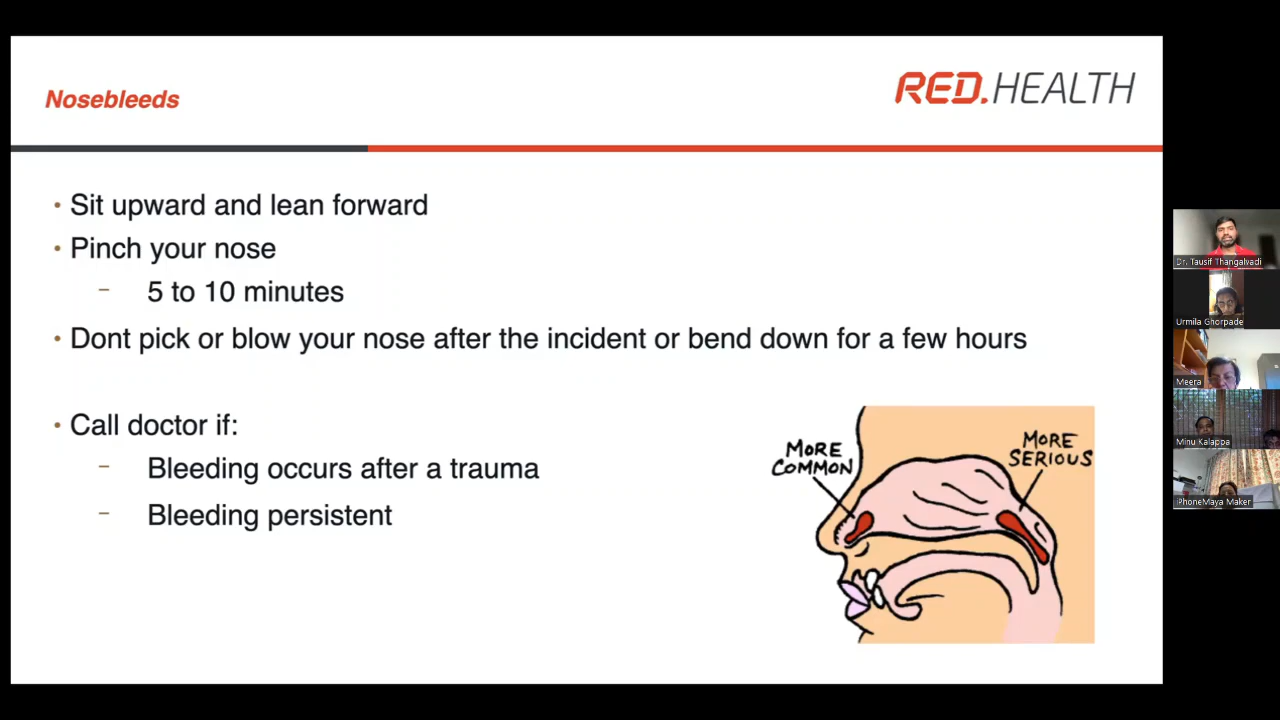 Nosebleeds
RED.HEALTH
• Sit upward and lean forward
• Pinch your nose
– 5 to 10 minutes
• Dont pick or blow your nose after the incident or bend down for a few hours
• Call doctor if:
– Bleeding occurs after a trauma
– Bleeding persistent
MORE
COMMON
MORE
SERIOUS
Dr. Tausif Thangalvadi
Urmila Ghorpade
Meera
Minu Kalappa
iPhoneMaya Maker